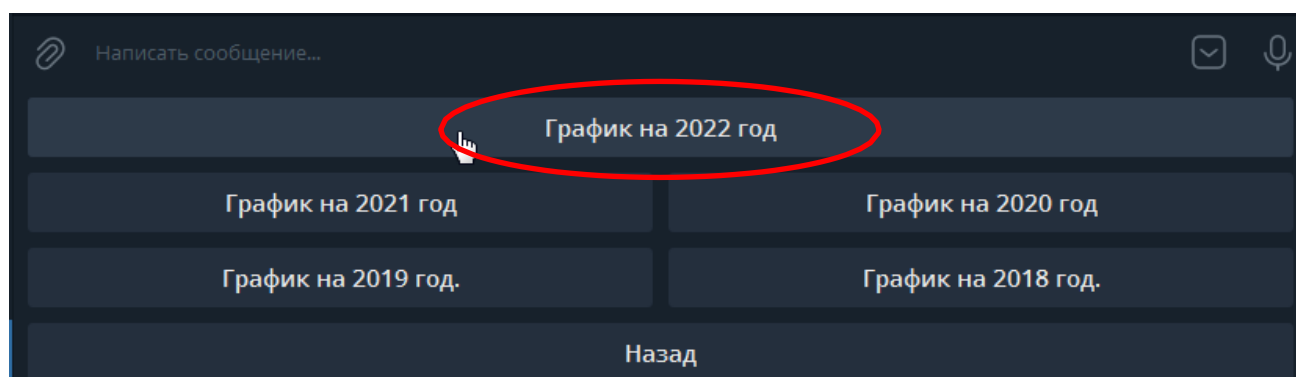 Написать сообщение...
График на 2022 год
График на 2021 год
График на 2020 год
График на 2019 год.
График на 2018 год.
Назад